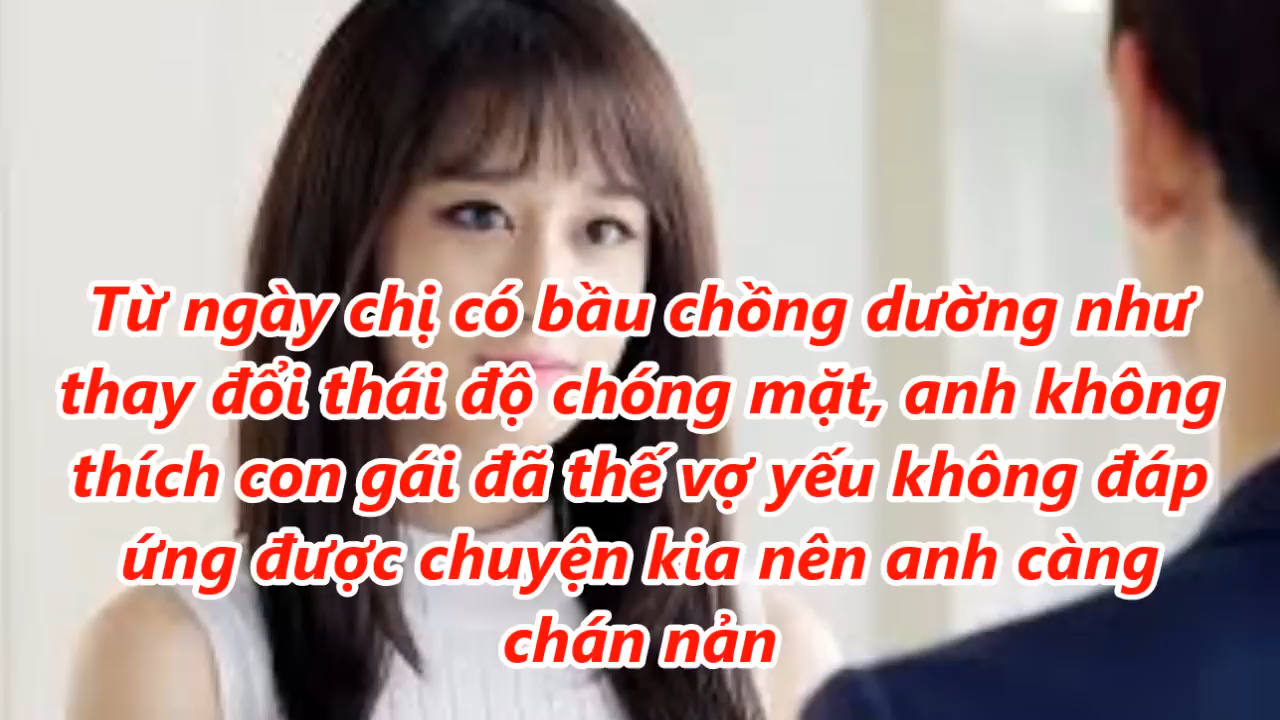 Từ ngày chị có bầu chồng dường như
thay đổi thái độ chóng mặt, anh không
thích con gái đã thế vợ yếu không đáp
ứng được chuyện kia nên anh càng
chán nản